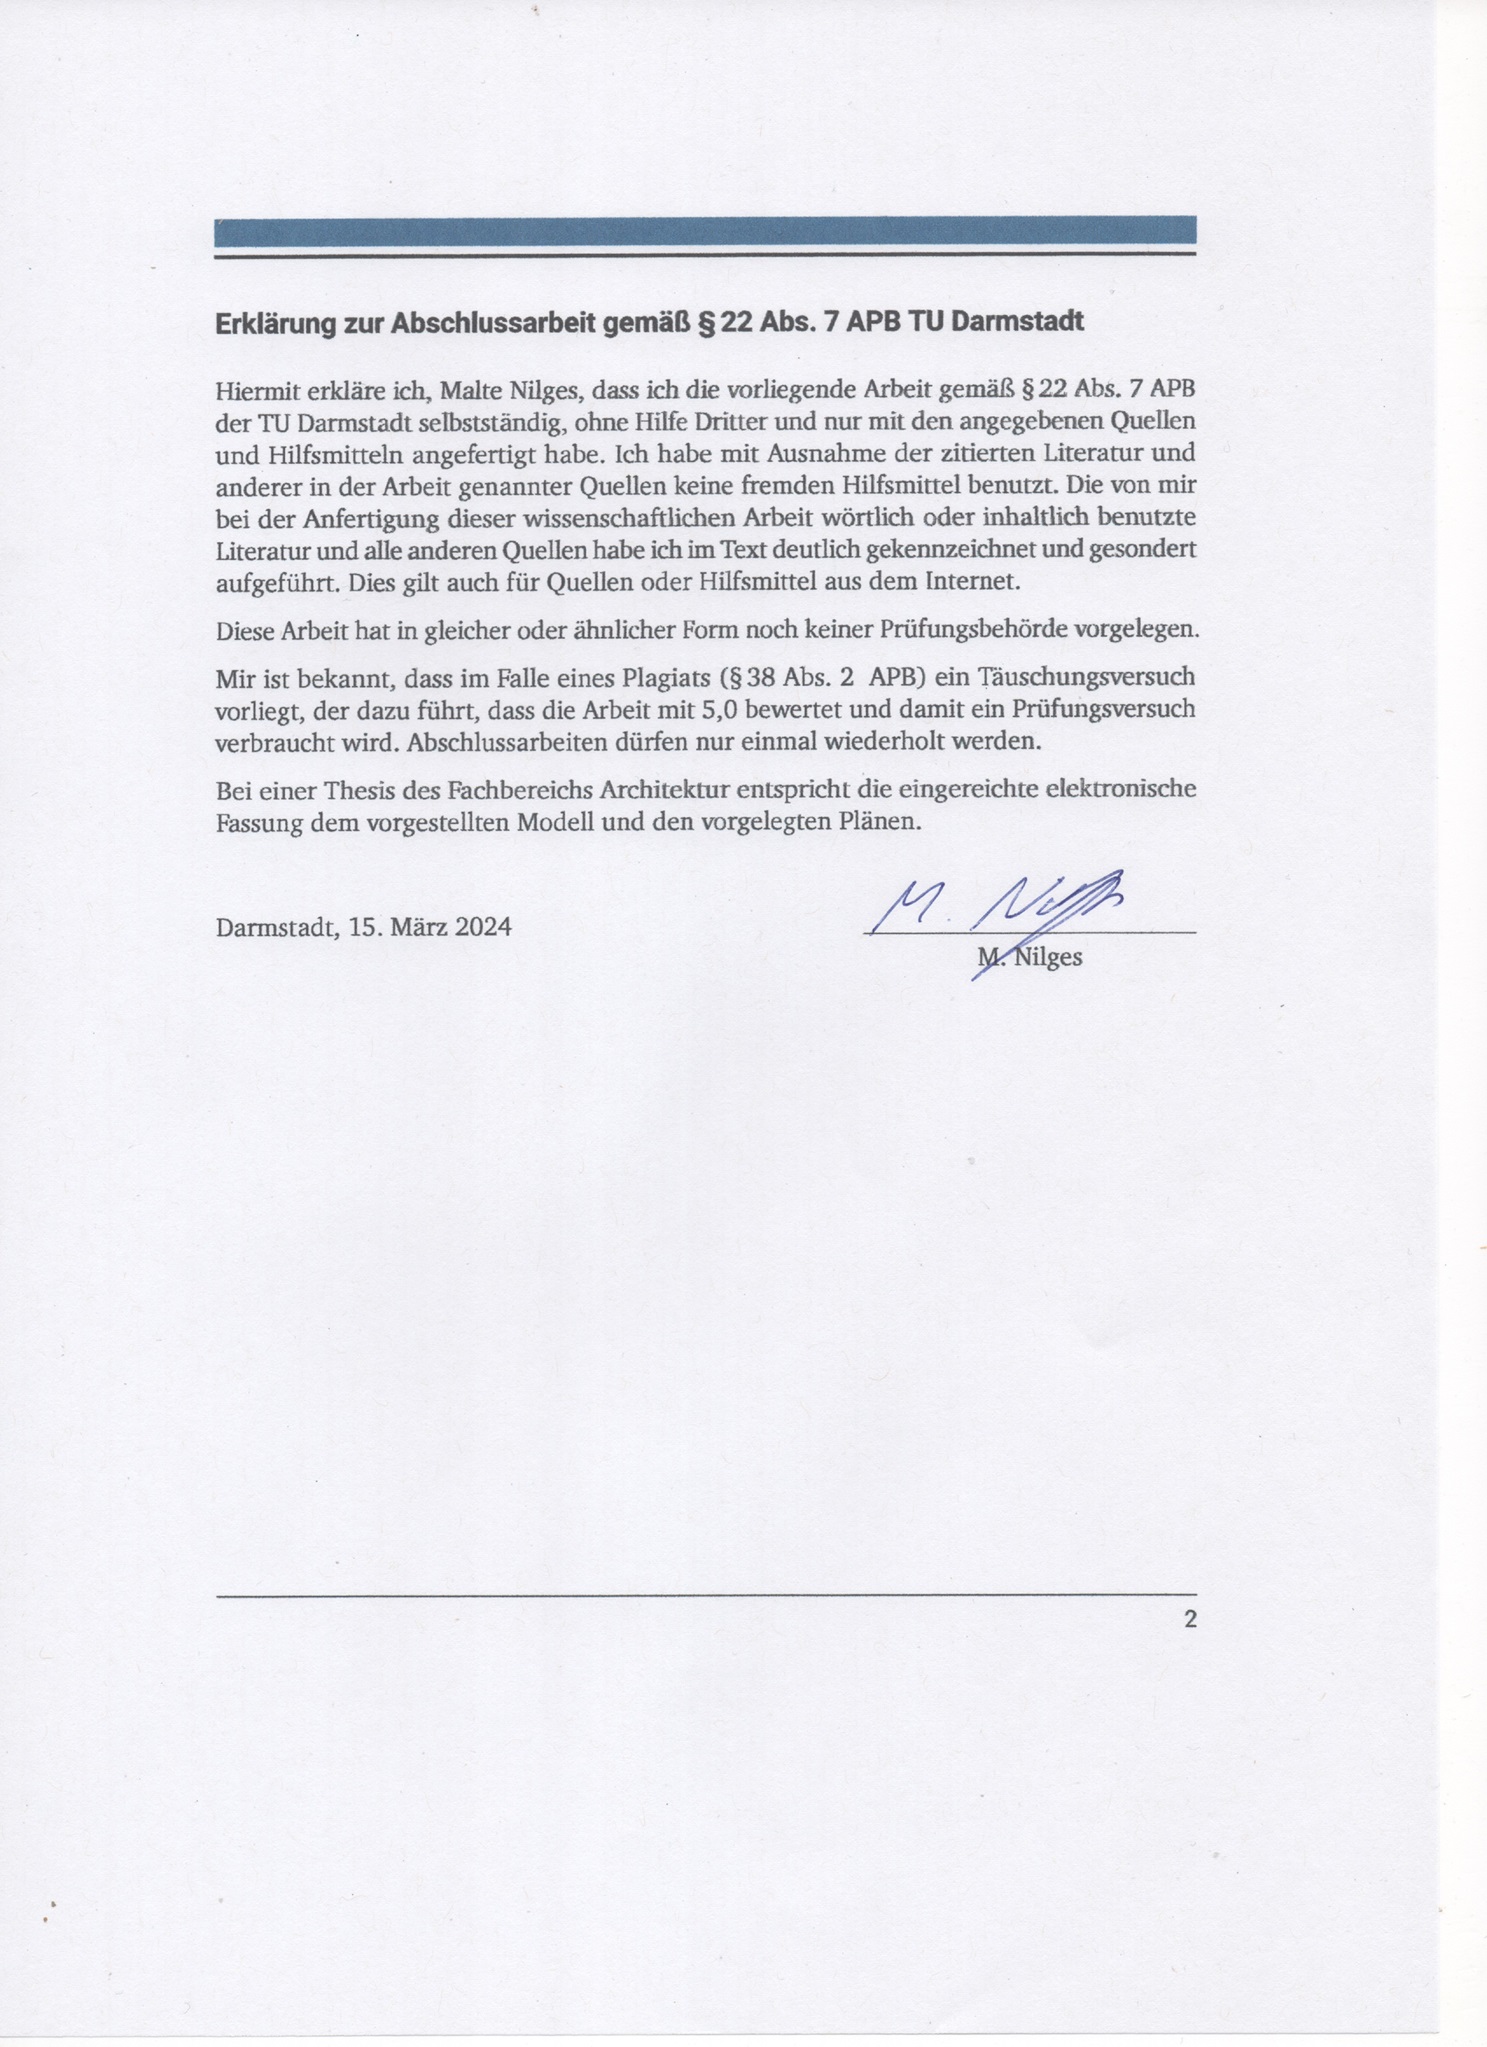 Erklärung zur Abschlussarbeit gemäß § 22 Abs. 7 APB TU Darmstadt
Hiermit erkläre ich, Malte Nilges, dass ich die vorliegende Arbeit gemäß § 22 Abs. 7 APB
der TU Darmstadt selbstständig, ohne Hilfe Dritter und nur mit den angegebenen Quellen
und Hilfsmitteln angefertigt habe. Ich habe mit Ausnahme der zitierten Literatur und
anderer in der Arbeit genannter Quellen keine fremden Hilfsmittel benutzt. Die von mir
bei der Anfertigung dieser wissenschaftlichen Arbeit wörtlich oder inhaltlich benutzte
Literatur und alle anderen Quellen habe ich im Text deutlich gekennzeichnet und gesondert
aufgeführt. Dies gilt auch für Quellen oder Hilfsmittel aus dem Internet.
Diese Arbeit hat in gleicher oder ähnlicher Form noch keiner Prüfungsbehörde vorgelegen.
Mir ist bekannt, dass im Falle eines Plagiats (§ 38 Abs. 2 APB) ein Täuschungsversuch
vorliegt, der dazu führt, dass die Arbeit mit 5,0 bewertet und damit ein Prüfungsversuch
verbraucht wird. Abschlussarbeiten dürfen nur einmal wiederholt werden.
Bei einer Thesis des Fachbereichs Architektur entspricht die eingereichte elektronische
Fassung dem vorgestellten Modell und den vorgelegten Plänen.
M. Nilges
Darmstadt, 15. März 2024
M. Nilges
2